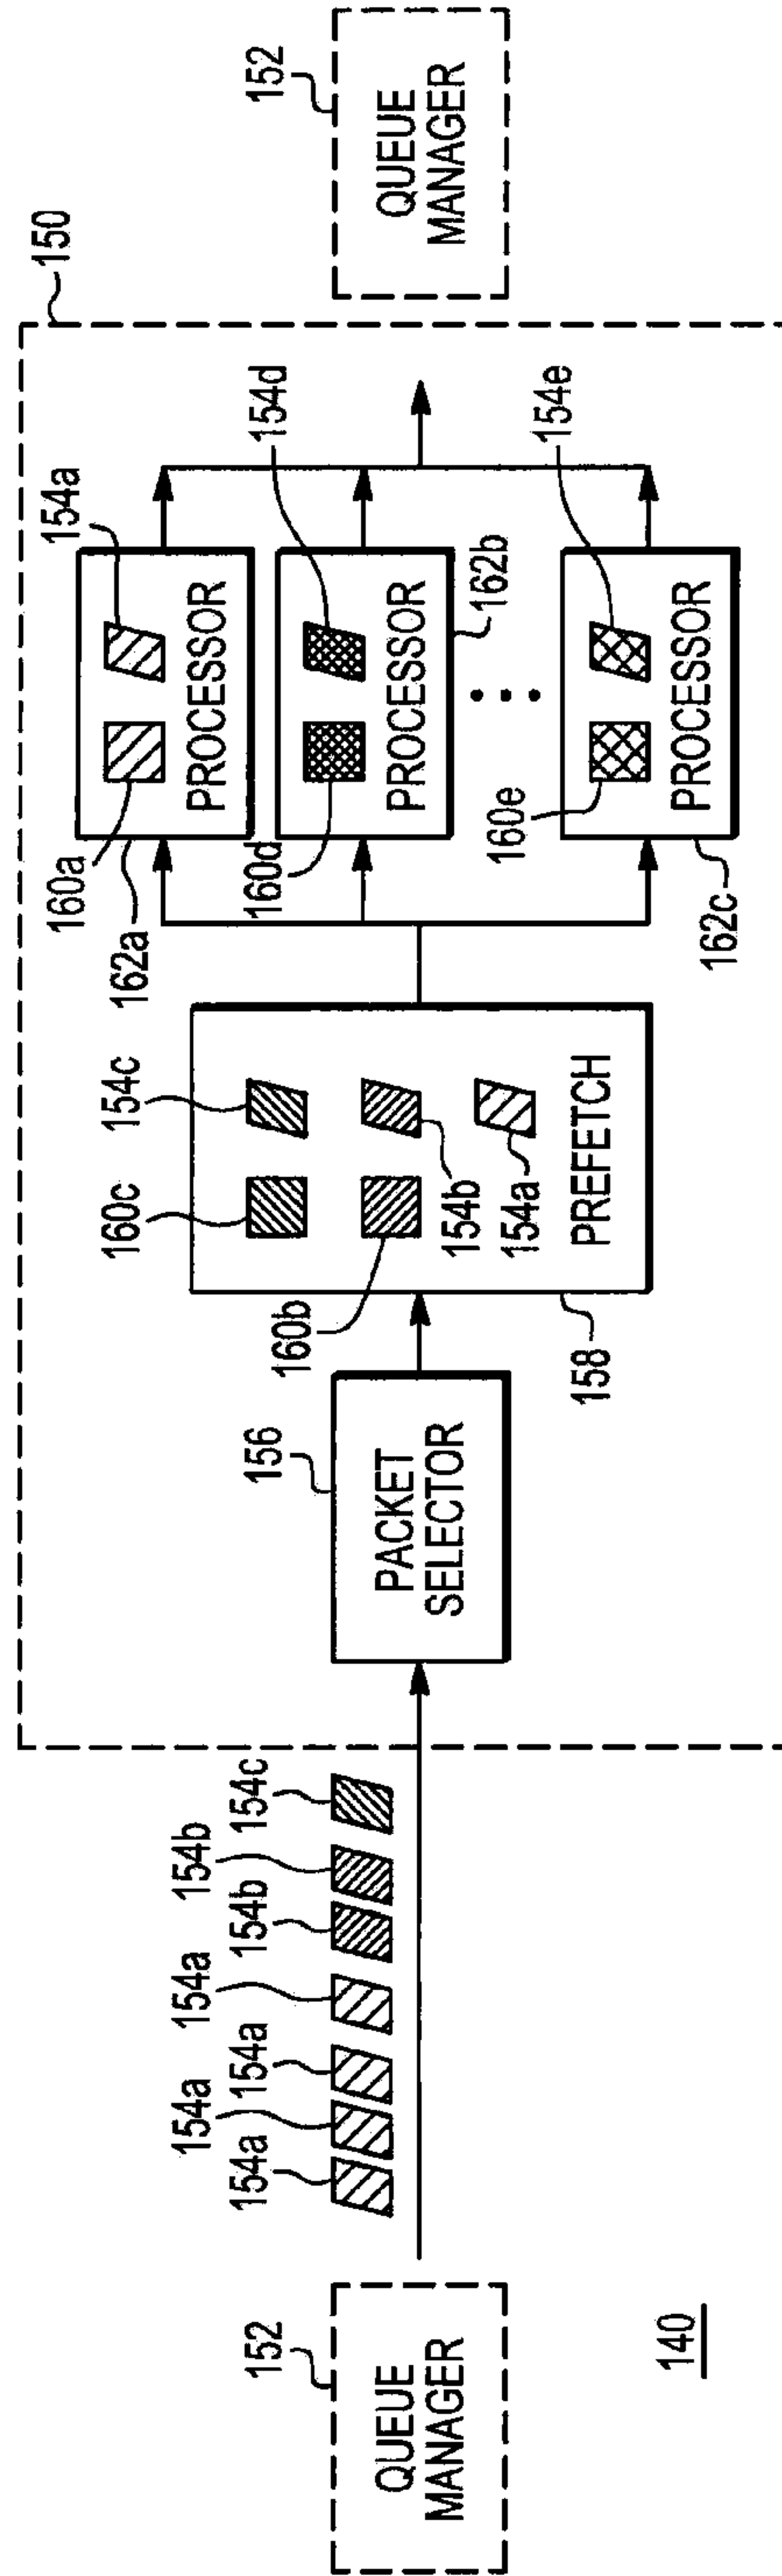 140
152
QUEUE
MANAGER
154a
154a
154a
154a
154b
154b
154c
150
156
PACKET
SELECTOR
158
160c
154c
160b
154b
154a
PREFETCH
160a
154a
162a
PROCESSOR
160d
154d
162b
PROCESSOR
160e
154e
162c
PROCESSOR
152
QUEUE
MANAGER